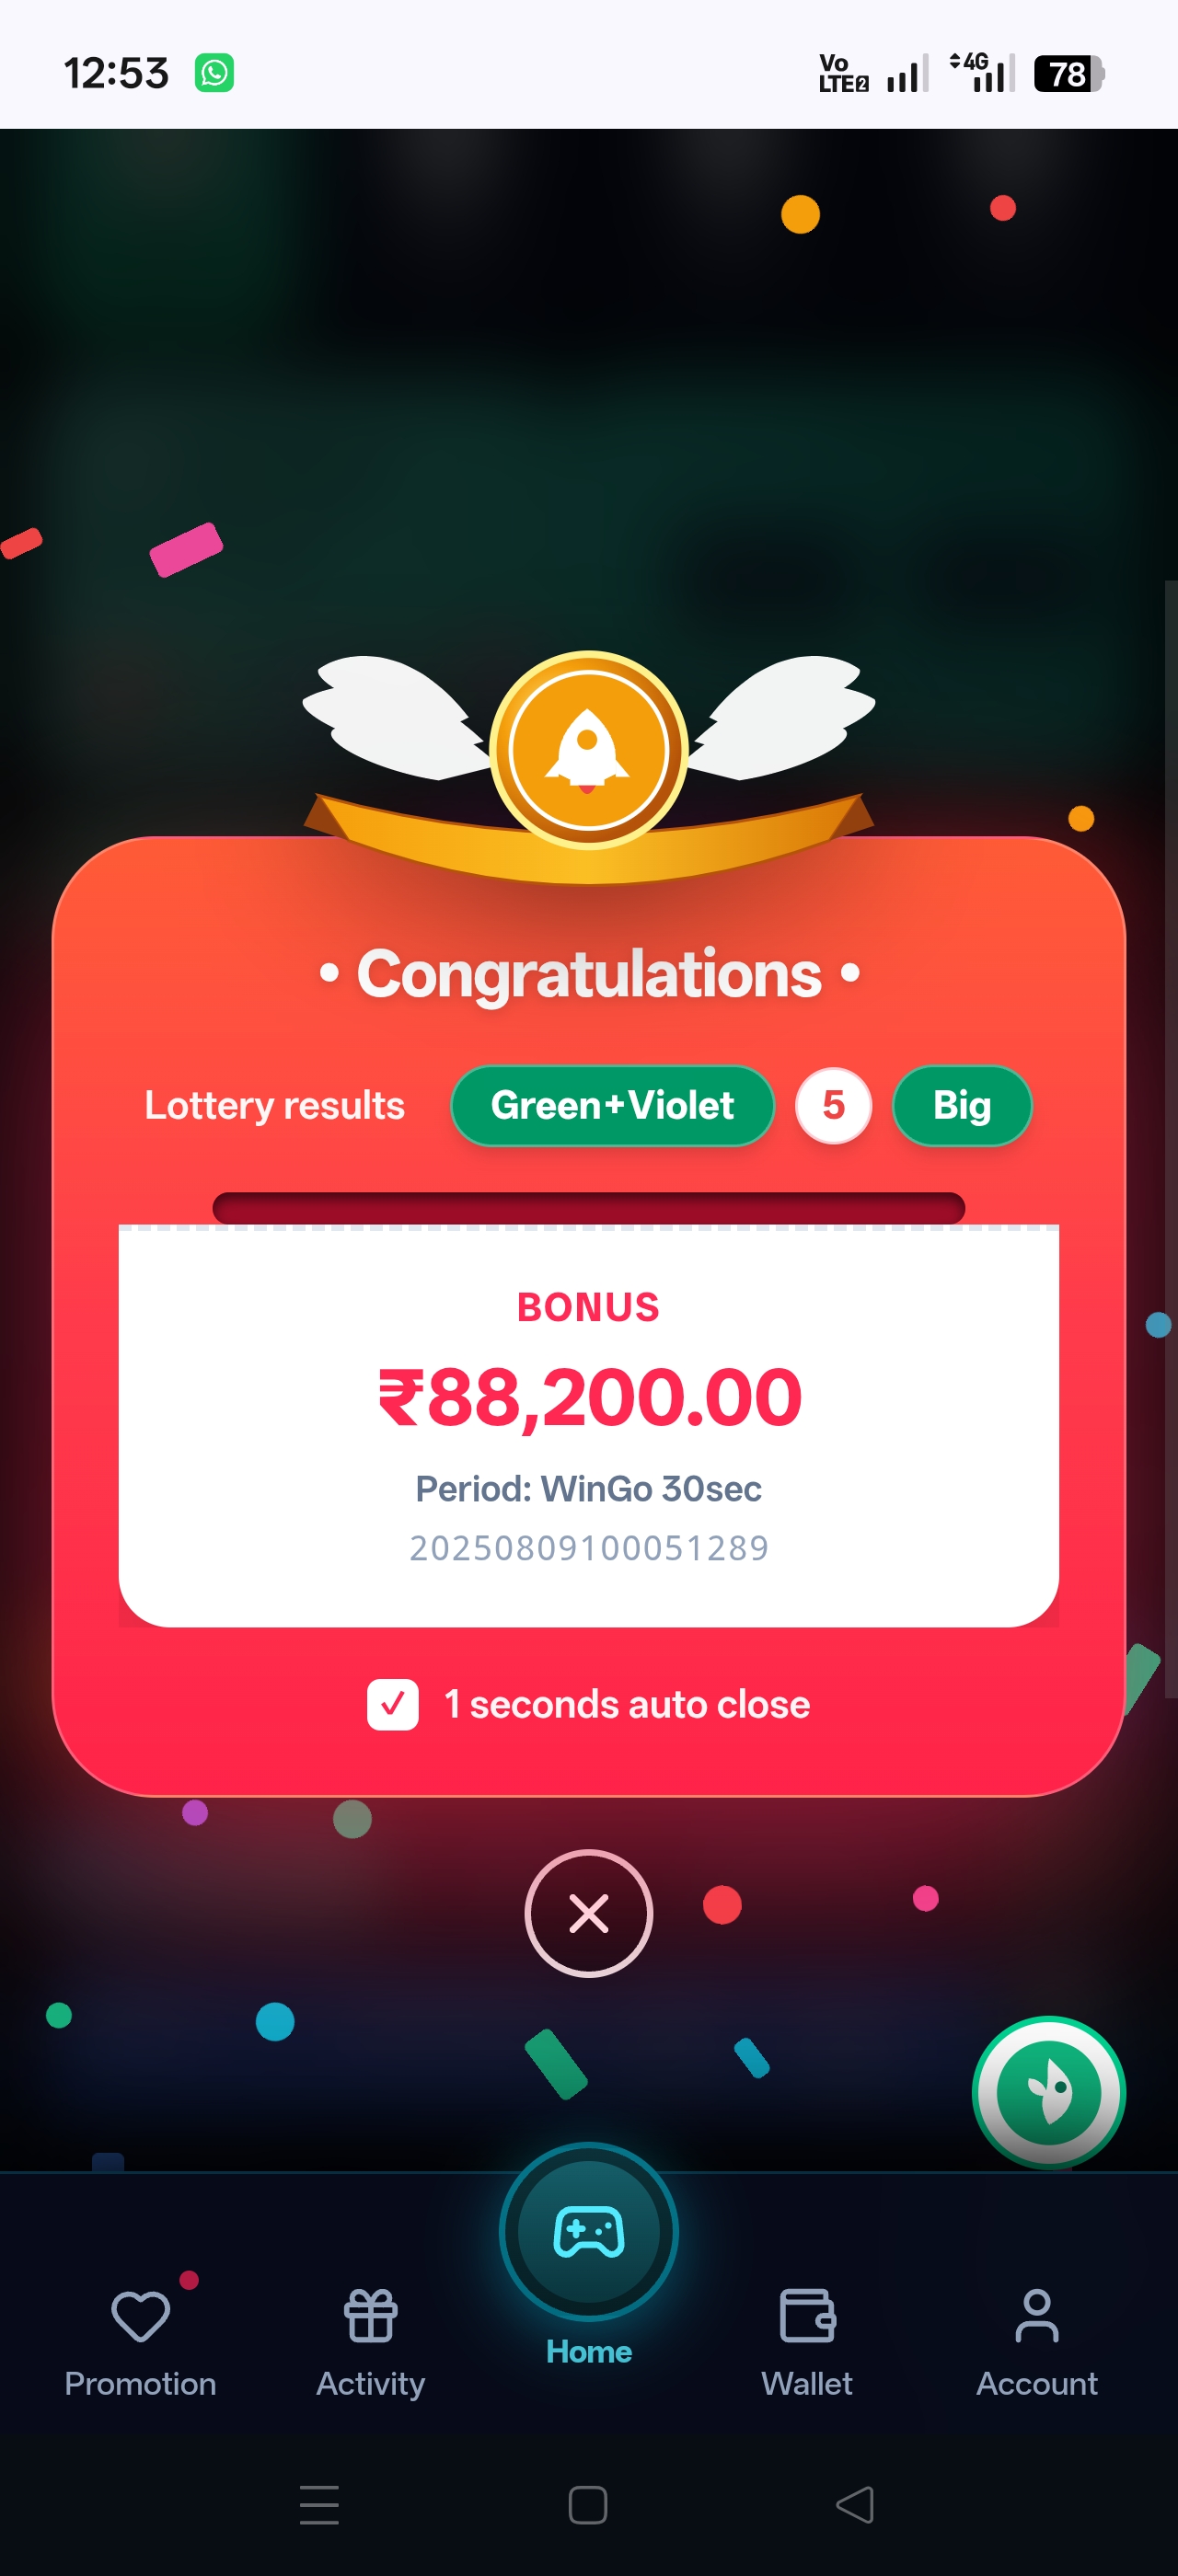 12:53
Vo
LTE2
4G
78
• Congratulations •
Lottery results Green+Violet 5 Big
BONUS
₹88,200.00
Period: WinGo 30sec
20250809100051289
1 seconds auto close
Home
Promotion Activity Wallet Account